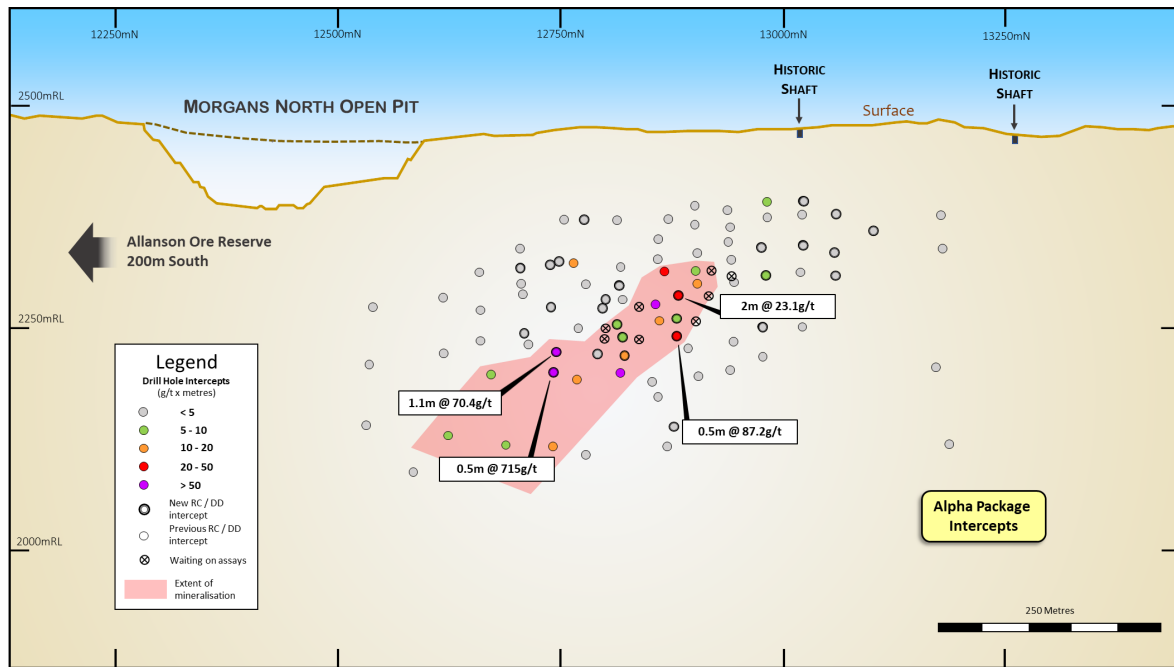 12250mN
12500mN
12750mN
13000mN
13250mN
HISTORIC
SHAFT
HISTORIC
SHAFT
2500mRL
MORGANS NORTH OPEN PIT
Surface
Allanson Ore Reserve
200m South
2m @ 23.1g/t
2250mRL
1.1m @ 70.4g/t
0.5m @ 87.2g/t
0.5m @ 715g/t
Legend
Drill Hole Intercepts
(g/t x metres)
< 5
5 - 10
10 - 20
20 - 50
> 50
New RC / DD
intercept
Previous RC / DD
intercept
Waiting on assays
Extent of
mineralisation
Alpha Package
Intercepts
2000mRL
250 Metres